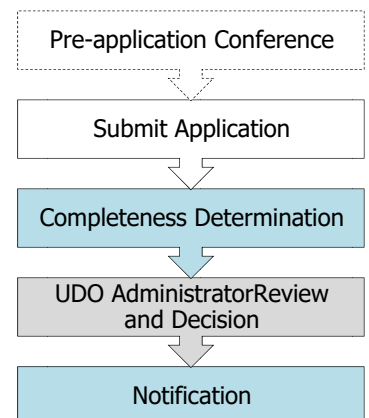 Pre-application Conference
Submit Application
Completeness Determination
UDO AdministratorReview
and Decision
Notification